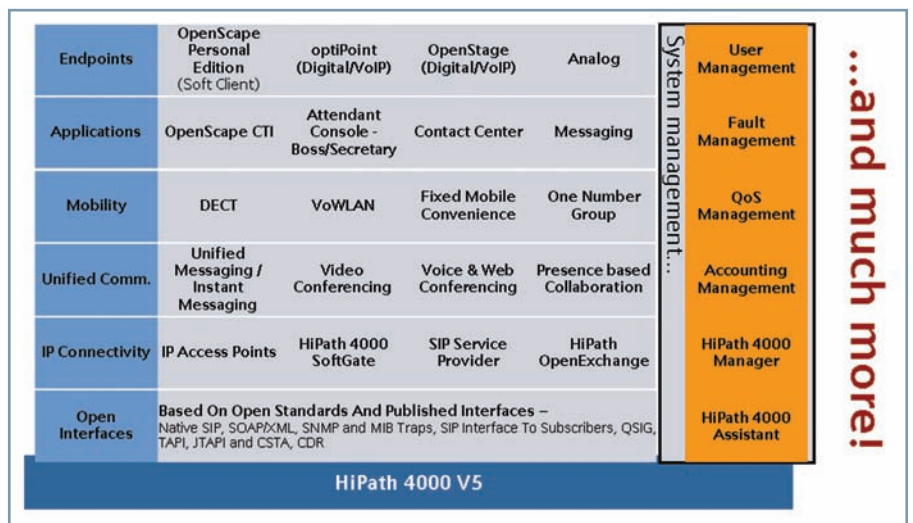 Endpoints
OpenScape
Personal
Edition
(Soft Client)
optiPoint
(Digital/VoIP)
OpenStage
(Digital/VoIP)
Analog
Applications
OpenScape CTI
Attendant
Console -
Boss/Secretary
Contact Center
Messaging
Mobility
DECT
VoWLAN
Fixed Mobile
Convenience
One Number
Group
Unified Comm.
Unified
Messaging /
Instant
Messaging
Video
Conferencing
Voice & Web
Conferencing
Presence based
Collaboration
IP Connectivity
IP Access Points
HiPath 4000
SoftGate
SIP Service
Provider
HiPath
OpenExchange
Open
Interfaces
Based On Open Standards And Published Interfaces –
Native SIP, SOAP/XML, SNMP and MIB Traps, SIP Interface To Subscribers, QSIG,
TAPI, JTAPI and CSTA, CDR
System management...
User
Management
Fault
Management
QoS
Management
Accounting
Management
HiPath 4000
Manager
HiPath 4000
Assistant
HiPath 4000 V5
....and much more!